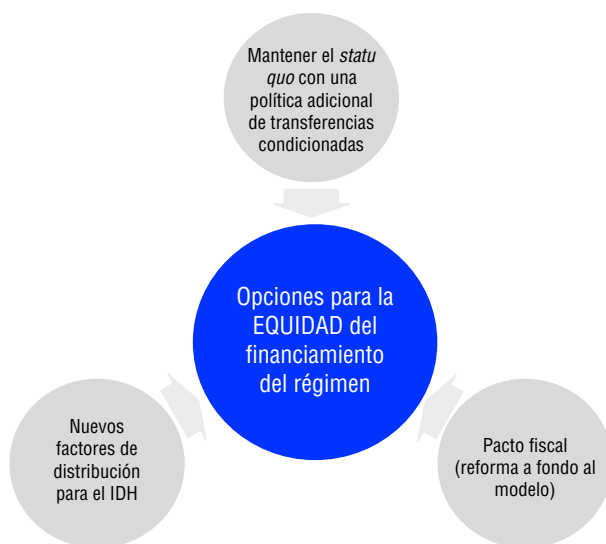 Mantener el statu
quo con una
política adicional
de transferencias
condicionadas
Opciones para la
EQUIDAD del
financiamiento
del régimen
Nuevos
factores de
distribución
para el IDH
Pacto fiscal
(reforma a fondo al
modelo)